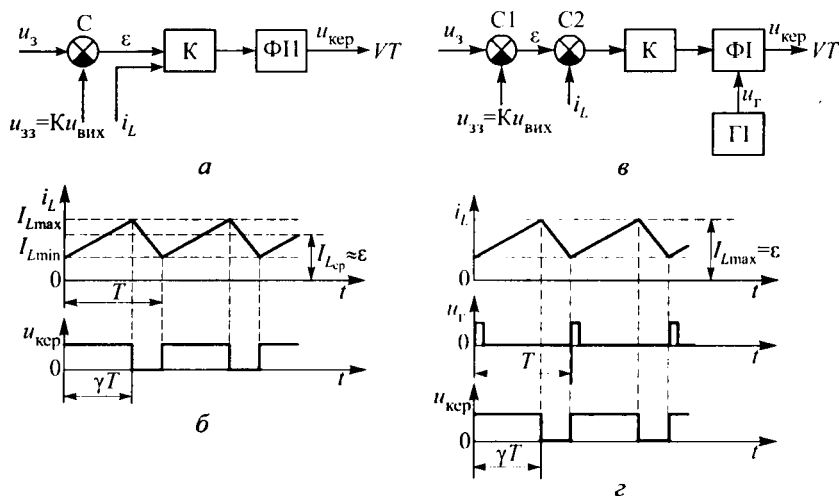 C
u_з
ε
К
ФІ1
u_кер
VT
u_зз=Ku_вих
i_L
а
C1
C2
u_з
ε
К
ФІ
u_кер
VT
u_зз=Ku_вих
i_L
u_г
ГІ
в
i_L
I_Lmax
I_Lmin
I_Lср≈ε
0
T
t
u_кер
0
γT
t
б
i_L
I_Lmax=ε
0
t
u_г
0
T
t
u_кер
0
γT
t
г